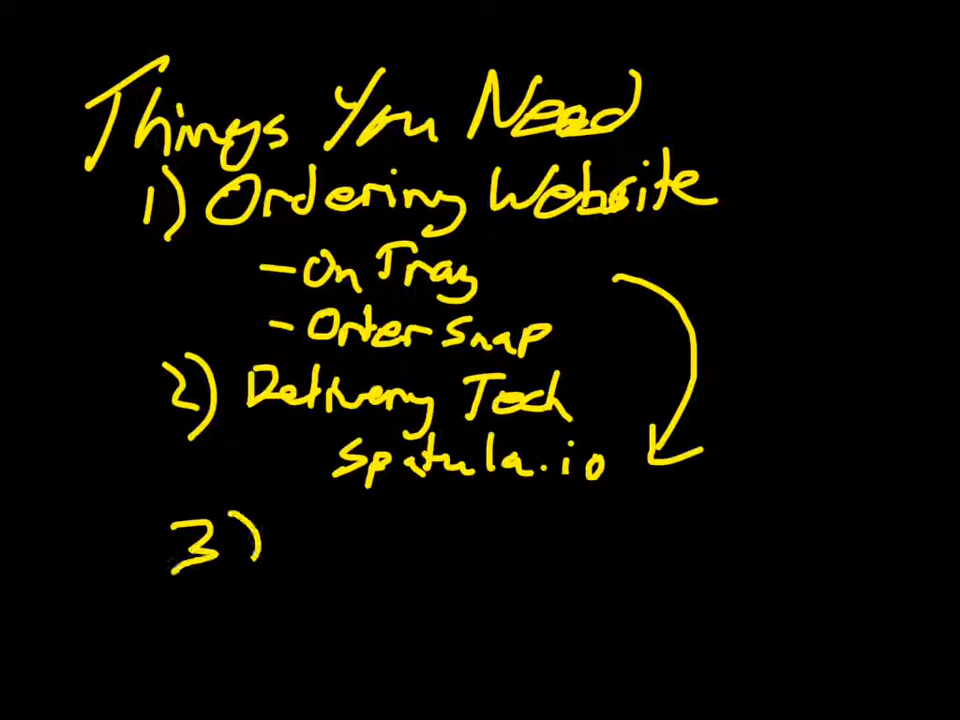 Things You Need
1) Ordering Website
- On Tray
- Order Snap
2) Delivery Tech
spatula.io
3)